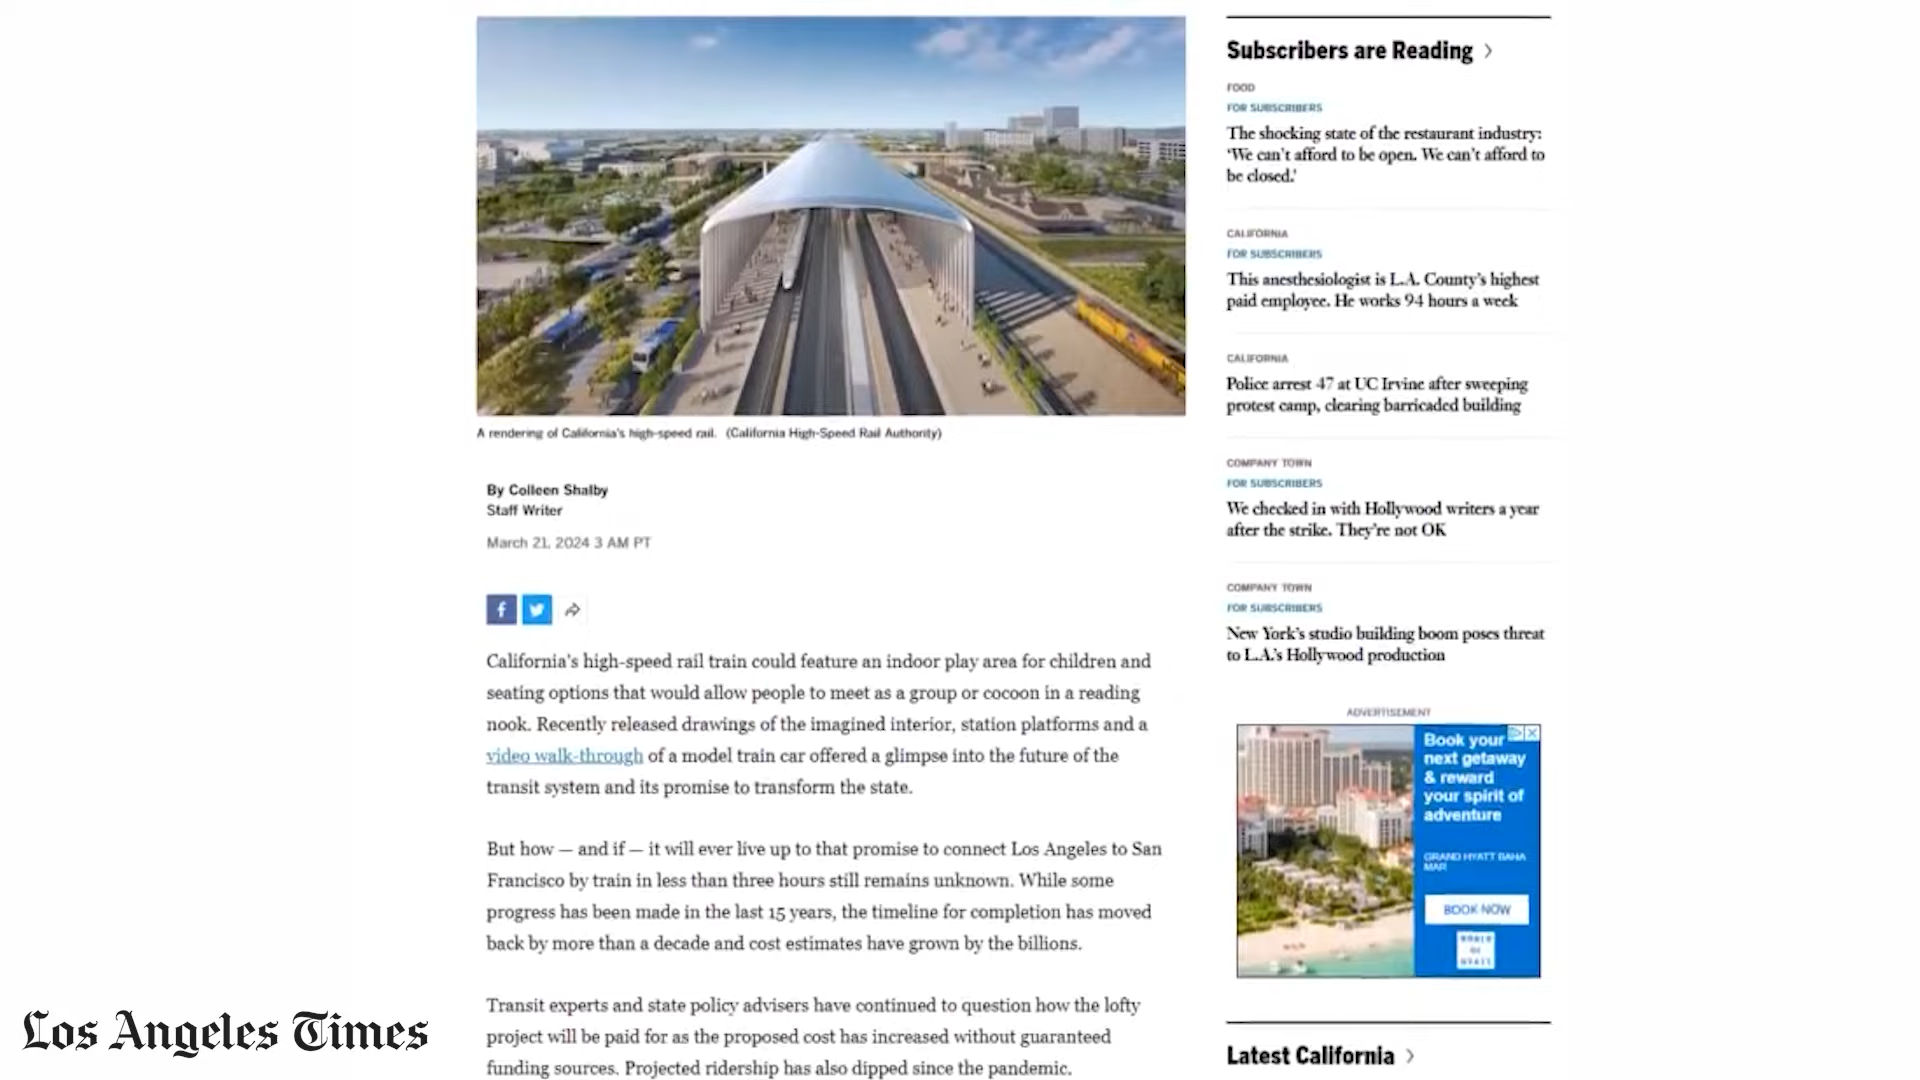 A rendering of California's high-speed rail. (California High-Speed Rail Authority)
By Colleen Shalby
Staff Writer
March 21, 2024 3 AM PT
California's high-speed rail train could feature an indoor play area for children and
seating options that would allow people to meet as a group or cocoon in a reading
nook. Recently released drawings of the imagined interior, station platforms and a
video walk-through of a model train car offered a glimpse into the future of the
transit system and its promise to transform the state.
But how — and if — it will ever live up to that promise to connect Los Angeles to San
Francisco by train in less than three hours still remains unknown. While some
progress has been made in the last 15 years, the timeline for completion has moved
back by more than a decade and cost estimates have grown by the billions.
Transit experts and state policy advisers have continued to question how the lofty
project will be paid for as the proposed cost has increased without guaranteed
funding sources. Projected ridership has also dipped since the pandemic.
Subscribers are Reading
FOOD
FOR SUBSCRIBERS
The shocking state of the restaurant industry:
‘We can’t afford to be open. We can’t afford to
be closed.’
CALIFORNIA
FOR SUBSCRIBERS
This anesthesiologist is L.A. County’s highest
paid employee. He works 94 hours a week
CALIFORNIA
Police arrest 47 at UC Irvine after sweeping
protest camp, clearing barricaded building
COMPANY TOWN
FOR SUBSCRIBERS
We checked in with Hollywood writers a year
after the strike. They’re not OK
COMPANY TOWN
FOR SUBSCRIBERS
New York’s studio building boom poses threat
to L.A.’s Hollywood production
ADVERTISEMENT
Book your
next getaway
& reward
your spirit of
adventure
GRAND HYATT BAHA
MAR
BOOK NOW
WORLD
OF
HYATT
Latest California
Los Angeles Times